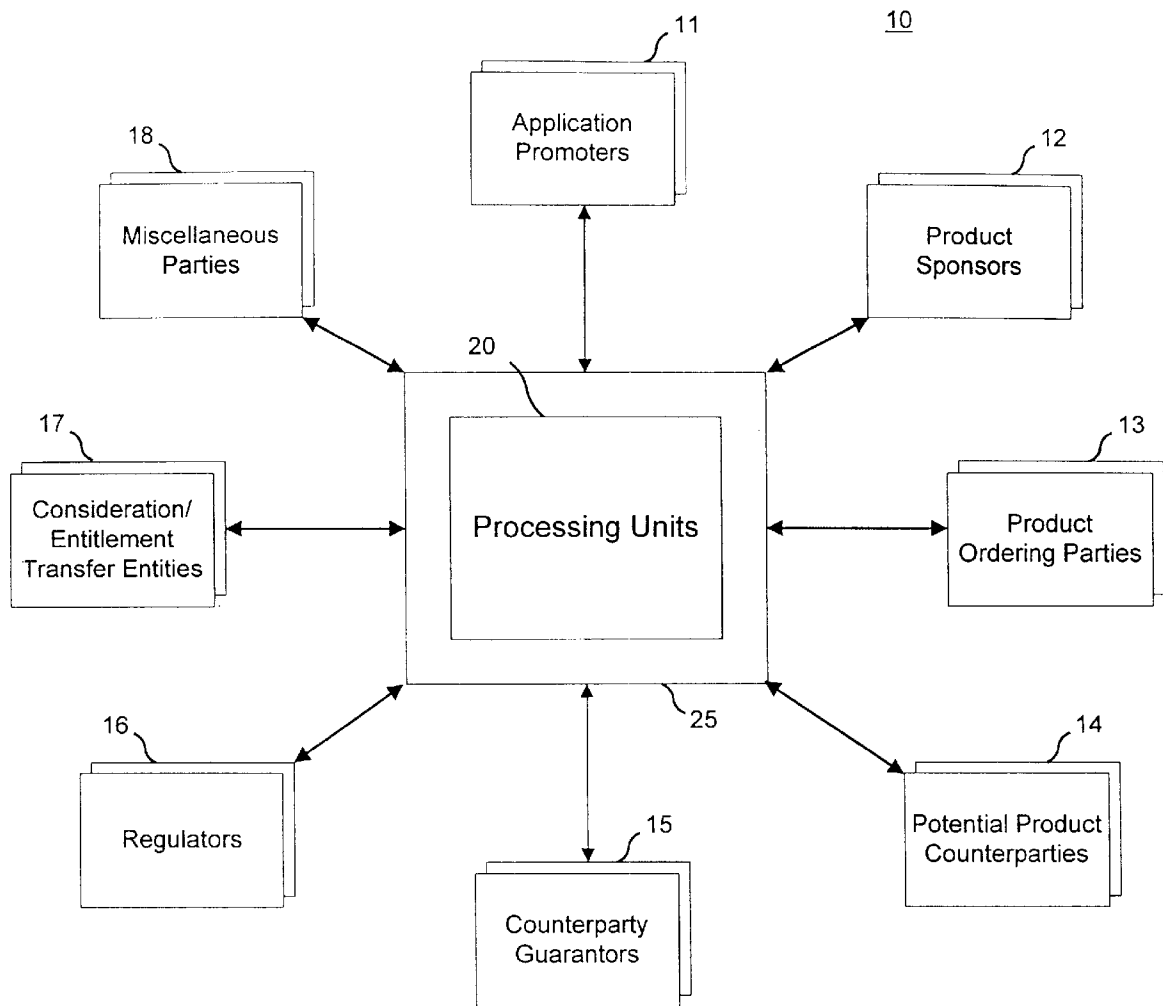 10
11
Application
Promoters
18
Miscellaneous
Parties
12
Product
Sponsors
20
Processing Units
17
Consideration/
Entitlement
Transfer Entities
13
Product
Ordering Parties
25
16
Regulators
15
Counterparty
Guarantors
14
Potential Product
Counterparties